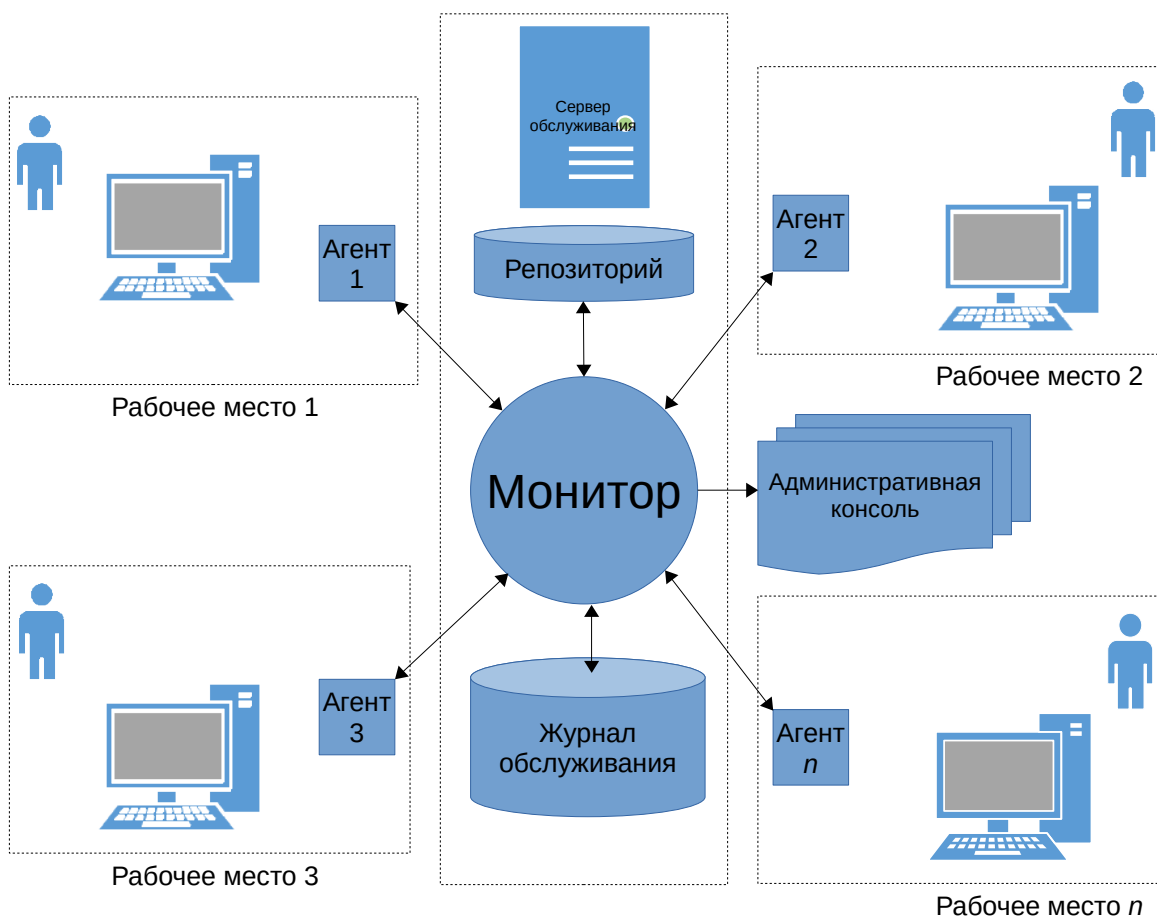 Сервер
обслуживания
Агент
1
Репозиторий
Агент
2
Рабочее место 1
Рабочее место 2
Монитор
Административная
консоль
Агент
3
Журнал
обслуживания
Агент
n
Рабочее место 3
Рабочее место n